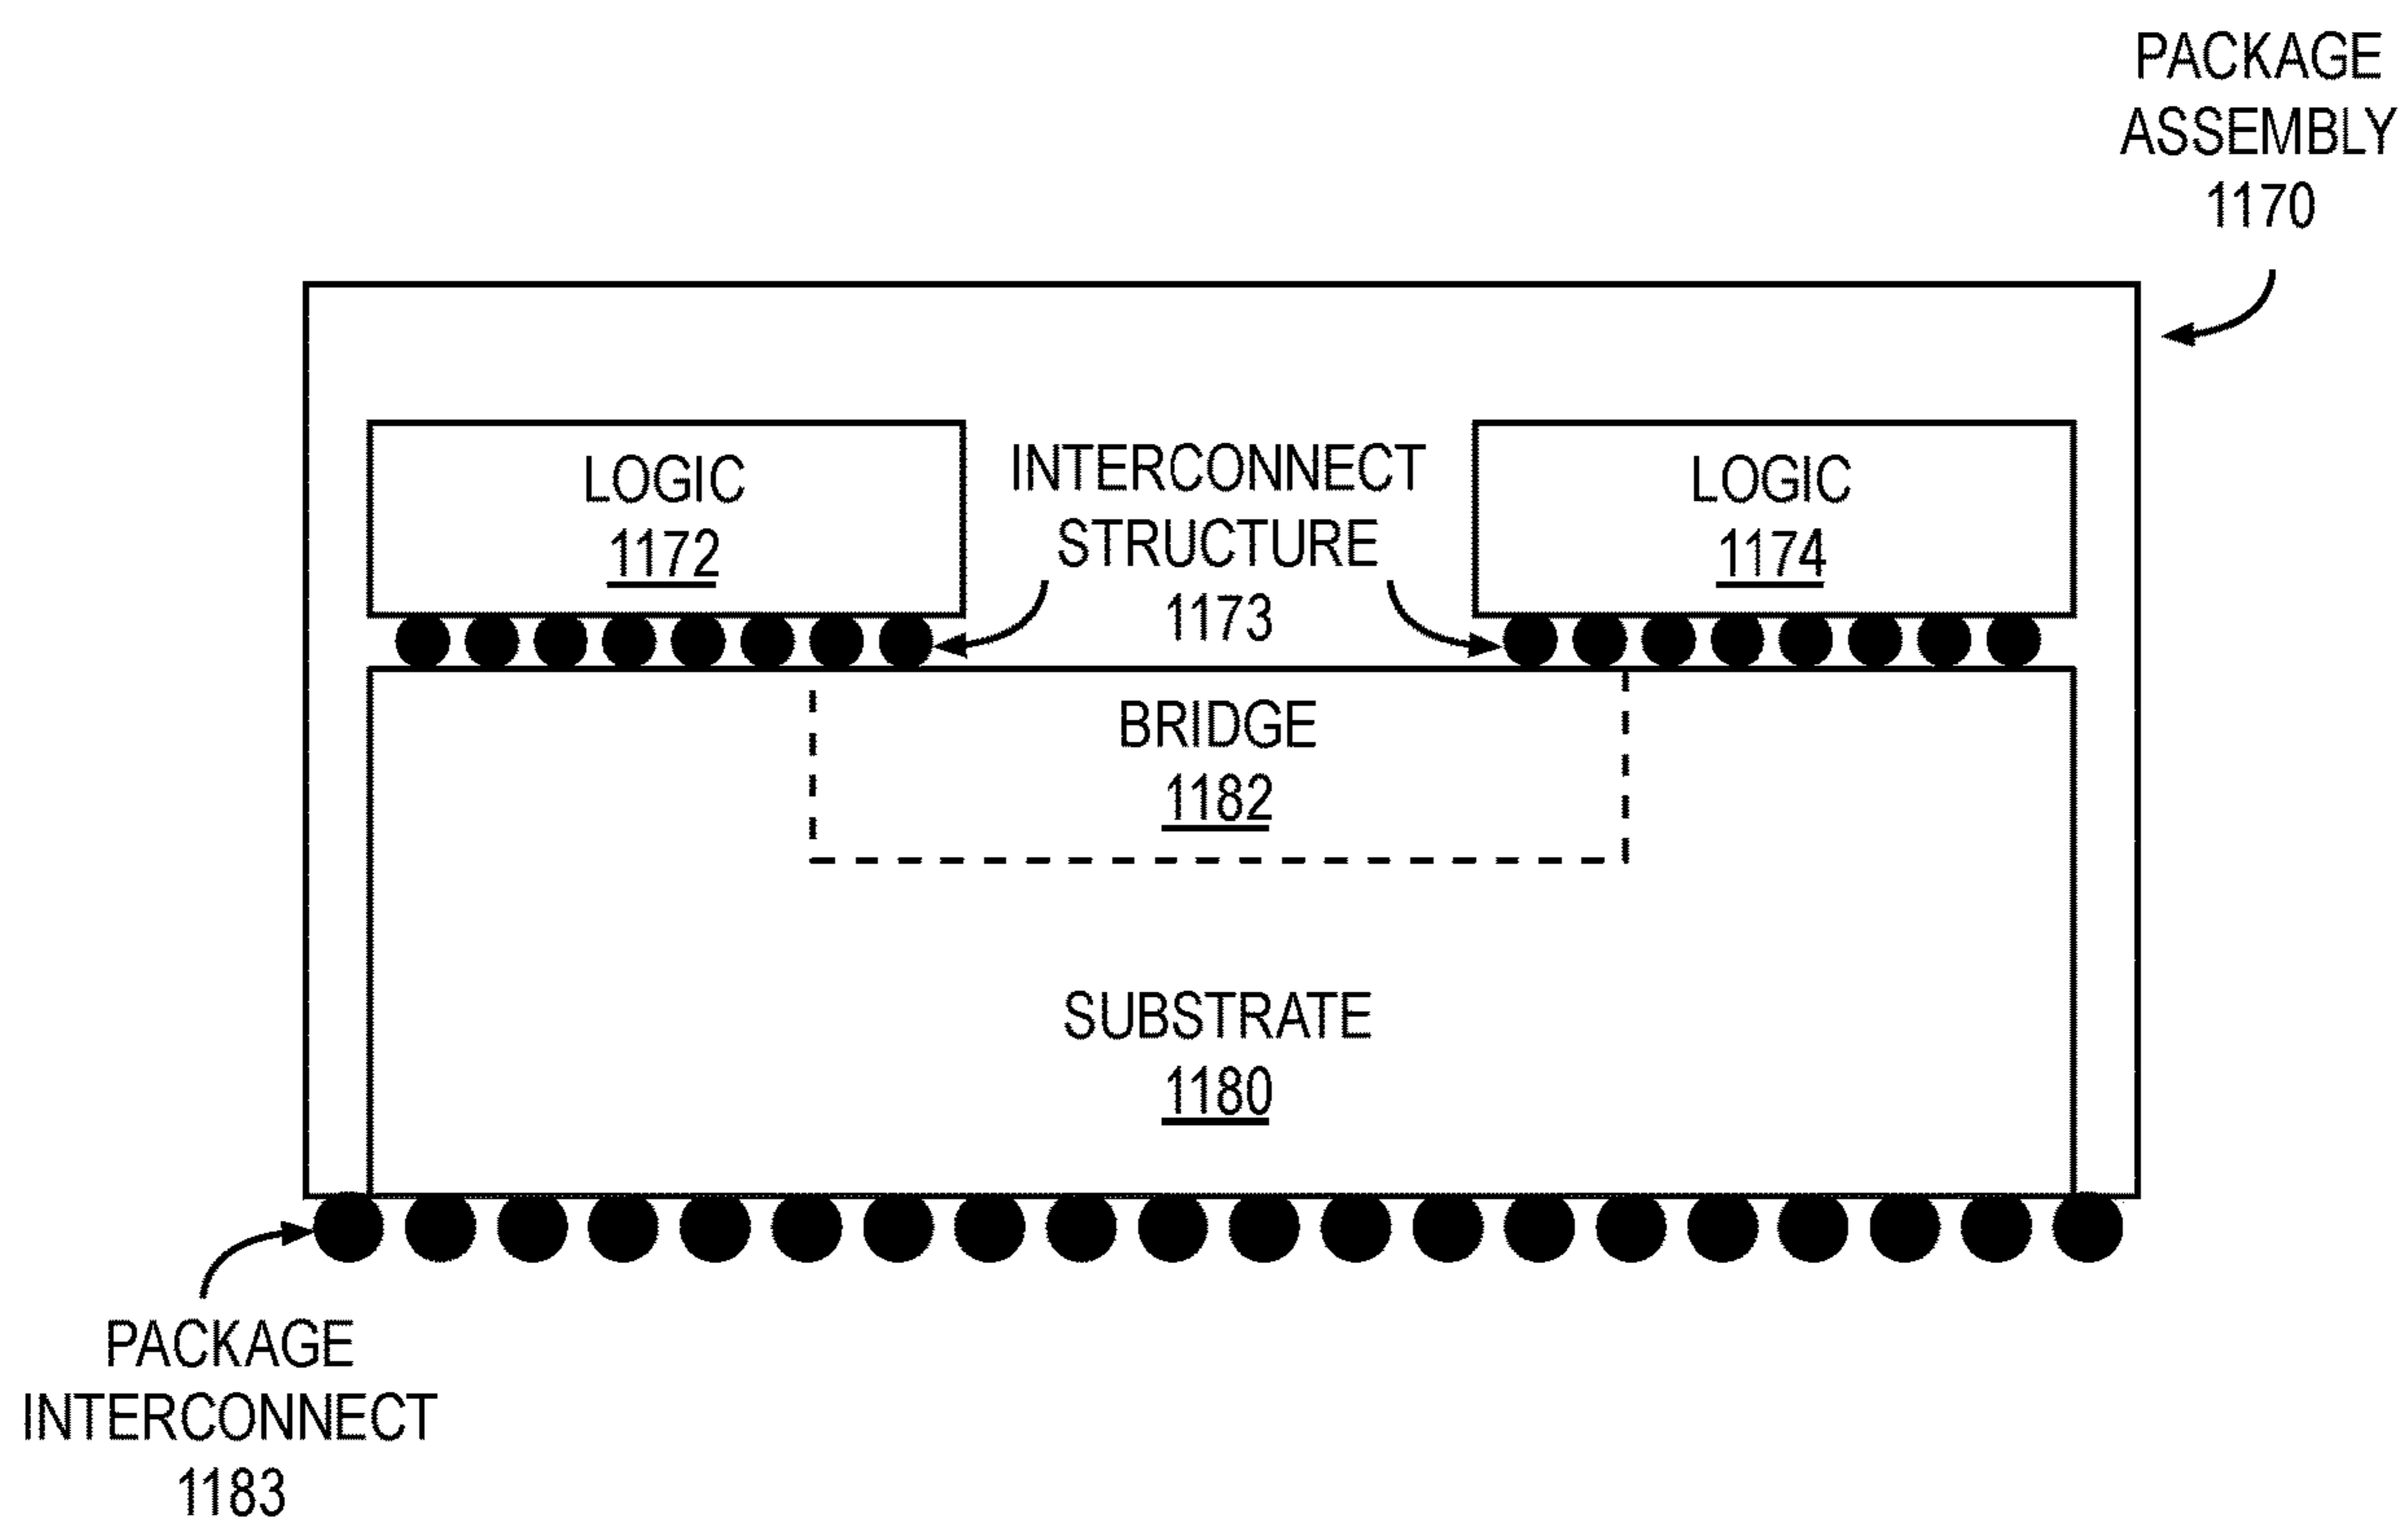 PACKAGE
ASSEMBLY
1170
LOGIC
1172
INTERCONNECT
STRUCTURE
1173
LOGIC
1174
BRIDGE
1182
SUBSTRATE
1180
PACKAGE
INTERCONNECT
1183